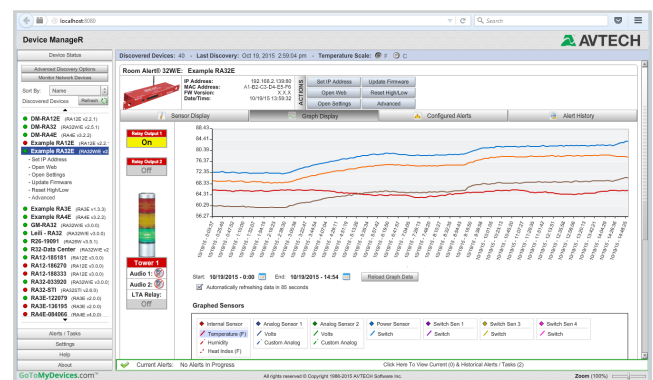 localhost:8080
Search
Device ManageR
AVTECH
Device Status
Discovered Devices: 40 - Last Discovery: Oct 19, 2015 2:59:04 pm - Temperature Scale: F C
Advanced Discovery Options
Monitor Network Devices
Sort By: Name
Discovered Devices Refresh
DM-RA12E (RA12E v2.2.1)
DM-RA32 (RA32W/E v2.5.1)
DM-RA4E (RA4E v3.2.2)
Example RA12E (RA12E v2.2.
Example RA32E (RA32W/E v3
- Set IP Address
- Open Web
- Open Settings
- Update Firmware
- Reset High/Low
- Advanced
Example RA3E (RA3E v1.3.3)
Example RA4E (RA4E v3.2.2)
GM-RA32 (RA32W/E v3.0.0)
Leili - RA32 (RA32W/E v3.0.0)
R26-19091 (RA26W v3.5.1)
R32-Data Center (RA32W/E v2
RA12-185101 (RA12E v3.0.0)
RA12-186270 (RA12E v3.0.0)
RA12-188333 (RA12E v3.0.0)
RA32-033920 (RA32W/E v3.0.0)
RA32-STI (RA32STI v2.8.0)
RA3E-122079 (RA3E v2.0.0)
RA3E-136195 (RA3E v2.0.0)
RA4E-084066 (RA4E v4.0.0)
Alerts / Tasks
Settings
Help
About
Room Alert® 32W/E: Example RA32E
IP Address: 192.168.2.139:80
MAC Address: A1-B2-C3-D4-E5-F6
FW Version: X.X.X
Date/Time: 10/19/15 13:59:32
ACTIONS
Set IP Address Update Firmware
Open Web Reset High/Low
Open Settings Advanced
Sensor Display Graph Display Configured Alerts Alert History
Relay Output 1
On
Relay Output 2
Off
Tower 1
Audio 1:
Audio 2:
LTA Relay:
Off
88.43
84.41
80.39
76.37
72.35
68.33
64.31
60.29
56.27
Start: 10/19/2015 - 0:00 End: 10/19/2015 - 14:54 Reload Graph Data
Automatically refreshing data in 85 seconds
Graphed Sensors
Internal Sensor Analog Sensor 1 Analog Sensor 2 Power Sensor Switch Sen 1 Switch Sen 3 Switch Sen 4
Temperature (F) Volts Volts Switch Switch Switch Switch
Humidity Custom Analog Custom Analog
Heat Index (F)
Current Alerts: No Alerts In Progress Click Here To View Current (0) & Historical Alerts / Tasks (2)
GoToMyDevices.com™ All rights reserved © Copyright 1988-2015 AVTECH Software Inc. Zoom (100%)